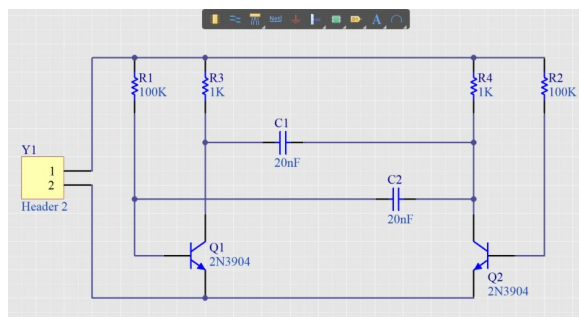 Net
A
R1
100K
R3
1K
R4
1K
R2
100K
C1
20nF
Y1
1
2
Header 2
C2
20nF
Q1
2N3904
Q2
2N3904